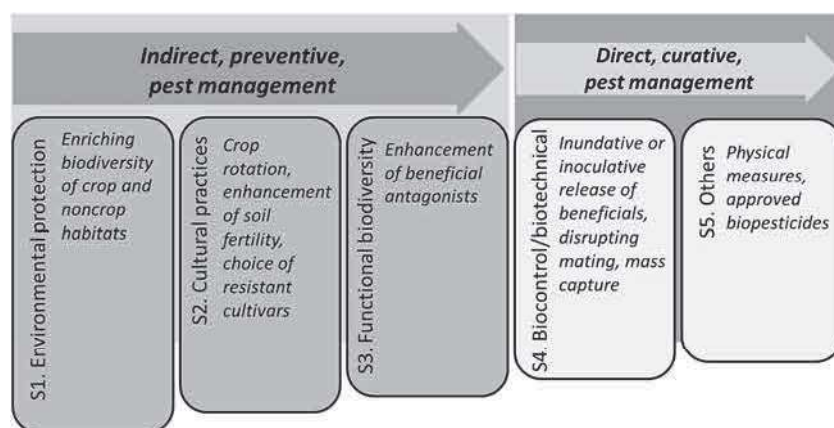 Indirect, preventive,
pest management
Direct, curative,
pest management
S1. Environmental protection
Enriching
biodiversity
of crop and
noncrop
habitats
S2. Cultural practices
Crop
rotation,
enhancement
of soil
fertility,
choice of
resistant
cultivars
S3. Functional biodiversity
Enhancement
of beneficial
antagonists
S4. Biocontrol/biotechnical
Inundative or
inoculative
release of
beneficials,
disrupting
mating, mass
capture
S5. Others
Physical
measures,
approved
biopesticides